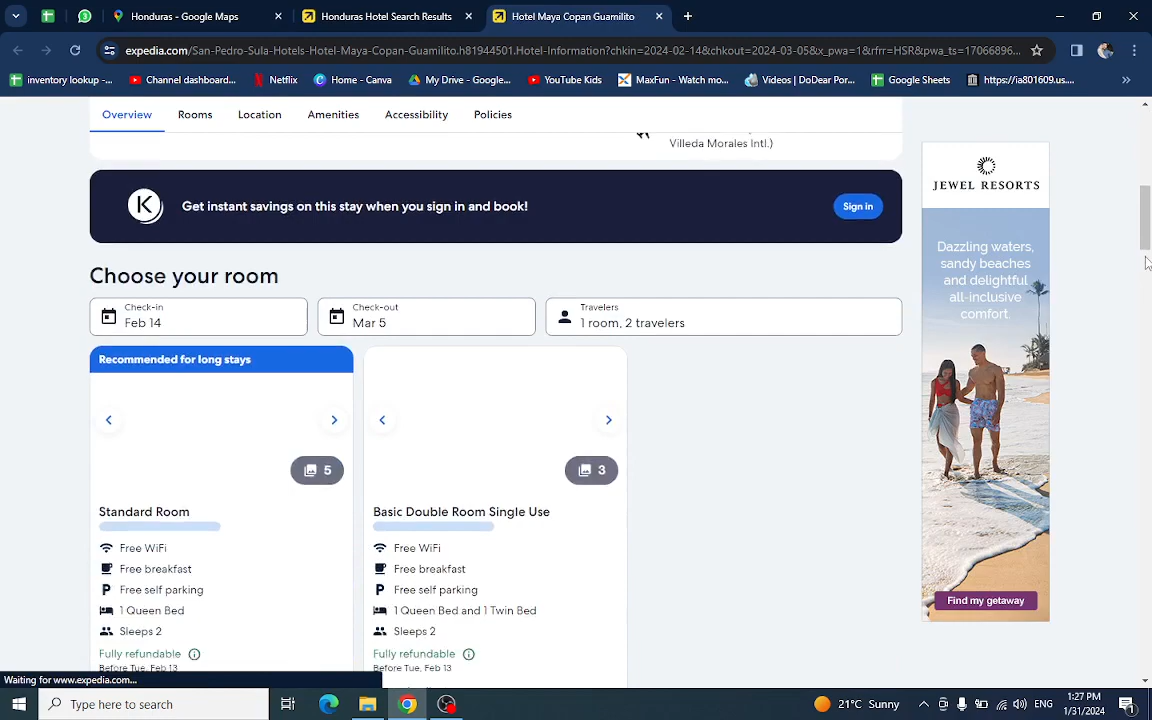 Honduras - Google Maps
Honduras Hotel Search Results
Hotel Maya Copan Guamilito
expedia.com/San-Pedro-Sula-Hotels-Hotel-Maya-Copan-Guamilito.h81944501.Hotel-Information?chkin=2024-02-14&chkout=2024-03-05&x_pwa=1&rfrr=HSR&pwa_ts=17066896...
inventory lookup -...
Channel dashboard...
Netflix
Home - Canva
My Drive - Google...
YouTube Kids
MaxFun - Watch mo...
Videos | DoDear Por...
Google Sheets
https://ia801609.us....
Overview
Rooms
Location
Amenities
Accessibility
Policies
Villeda Morales Intl.)
K
Get instant savings on this stay when you sign in and book!
Sign in
Choose your room
Check-in
Feb 14
Check-out
Mar 5
Travelers
1 room, 2 travelers
Recommended for long stays
5
Standard Room
Free WiFi
Free breakfast
P Free self parking
1 Queen Bed
Sleeps 2
Fully refundable
Before Tue, Feb 13
3
Basic Double Room Single Use
Free WiFi
Free breakfast
P Free self parking
1 Queen Bed and 1 Twin Bed
Sleeps 2
Fully refundable
Before Tue, Feb 13
JEWEL RESORTS
Dazzling waters,
sandy beaches
and delightful
all-inclusive
comfort.
Find my getaway
Waiting for www.expedia.com...
Type here to search
21°C Sunny
ENG
1:27 PM
1/31/2024
1